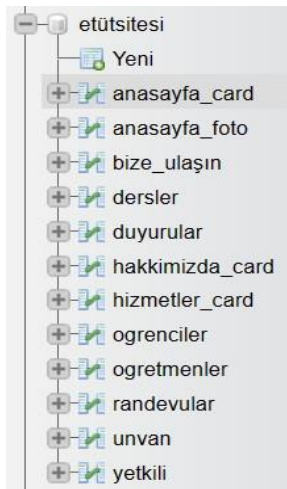 etütsitesi
Yeni
anasayfa_card
anasayfa_foto
bize_ulaşın
dersler
duyurular
hakkimizda_card
hizmetler_card
ogrenciler
ogretmenler
randevular
unvan
yetkili